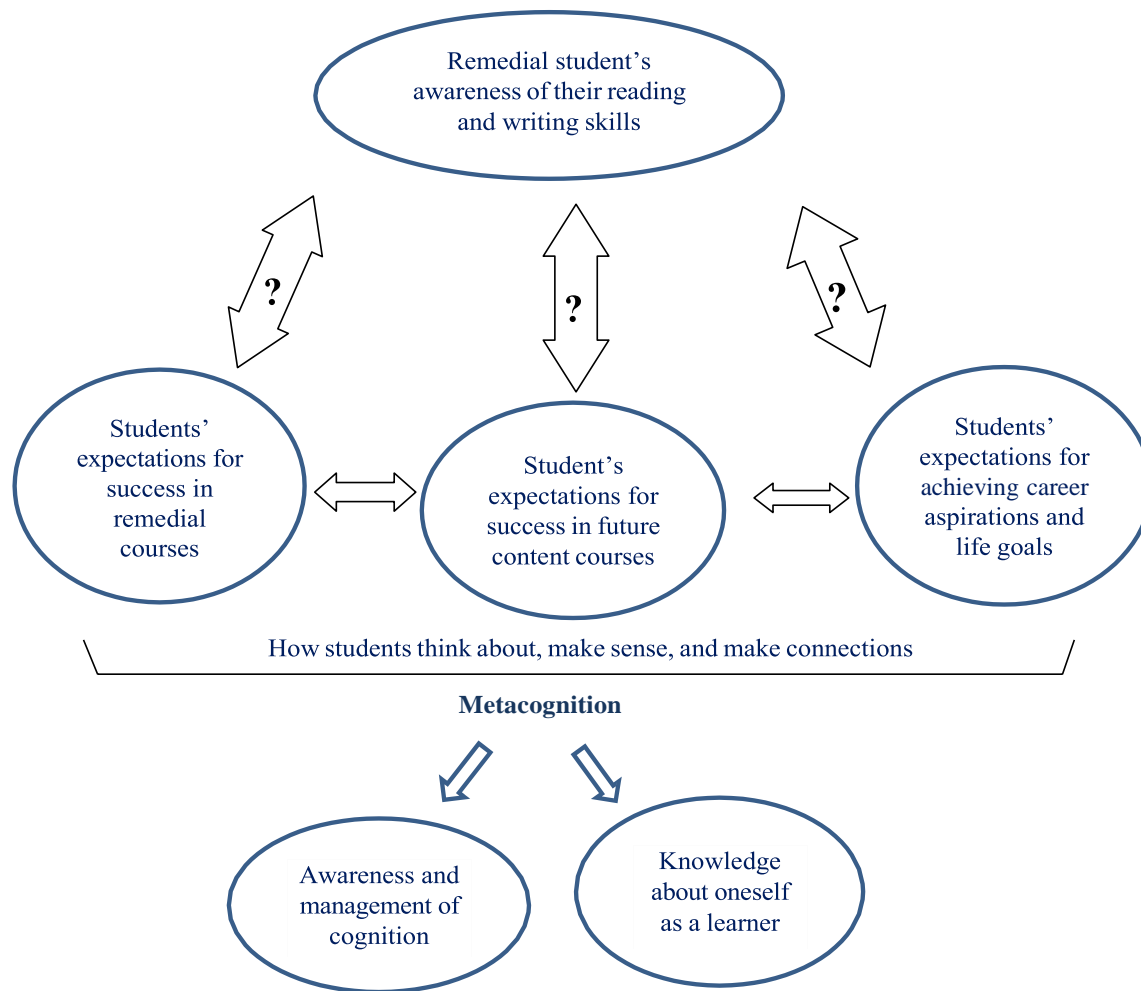 Remedial student’s
awareness of their reading
and writing skills
?
?
?
Students’
expectations for
success in
remedial
courses
Student’s
expectations for
success in future
content courses
Students’
expectations for
achieving career
aspirations and
life goals
How students think about, make sense, and make connections
Metacognition
Awareness and
management of
cognition
Knowledge
about oneself
as a learner